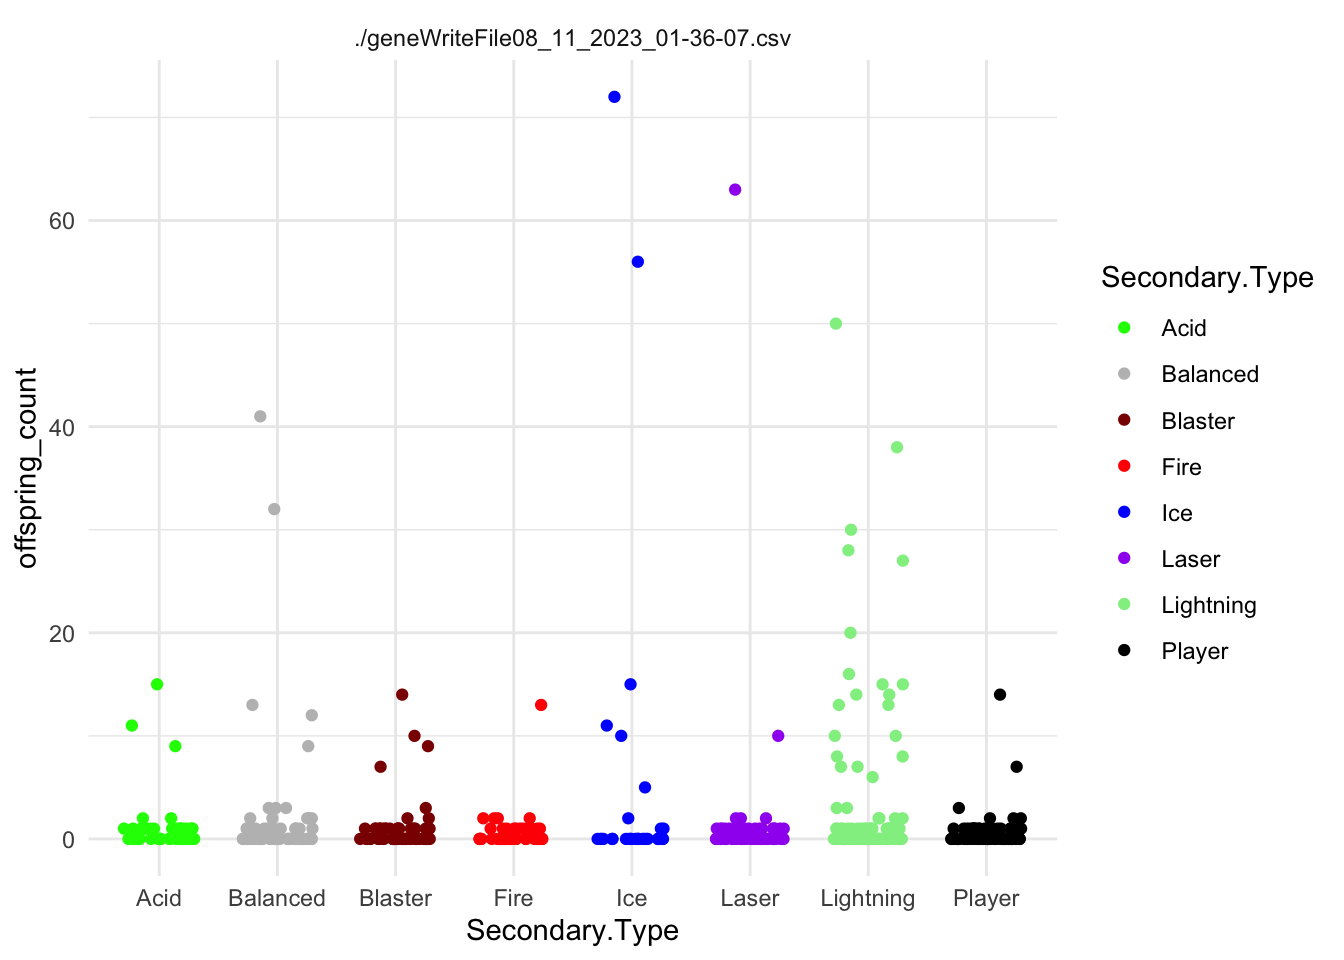 ./geneWriteFile08_11_2023_01-36-07.csv
offspring_count
60
40
20
0
Acid Balanced Blaster Fire Ice Laser Lightning Player
Secondary.Type
Secondary.Type
Acid
Balanced
Blaster
Fire
Ice
Laser
Lightning
Player